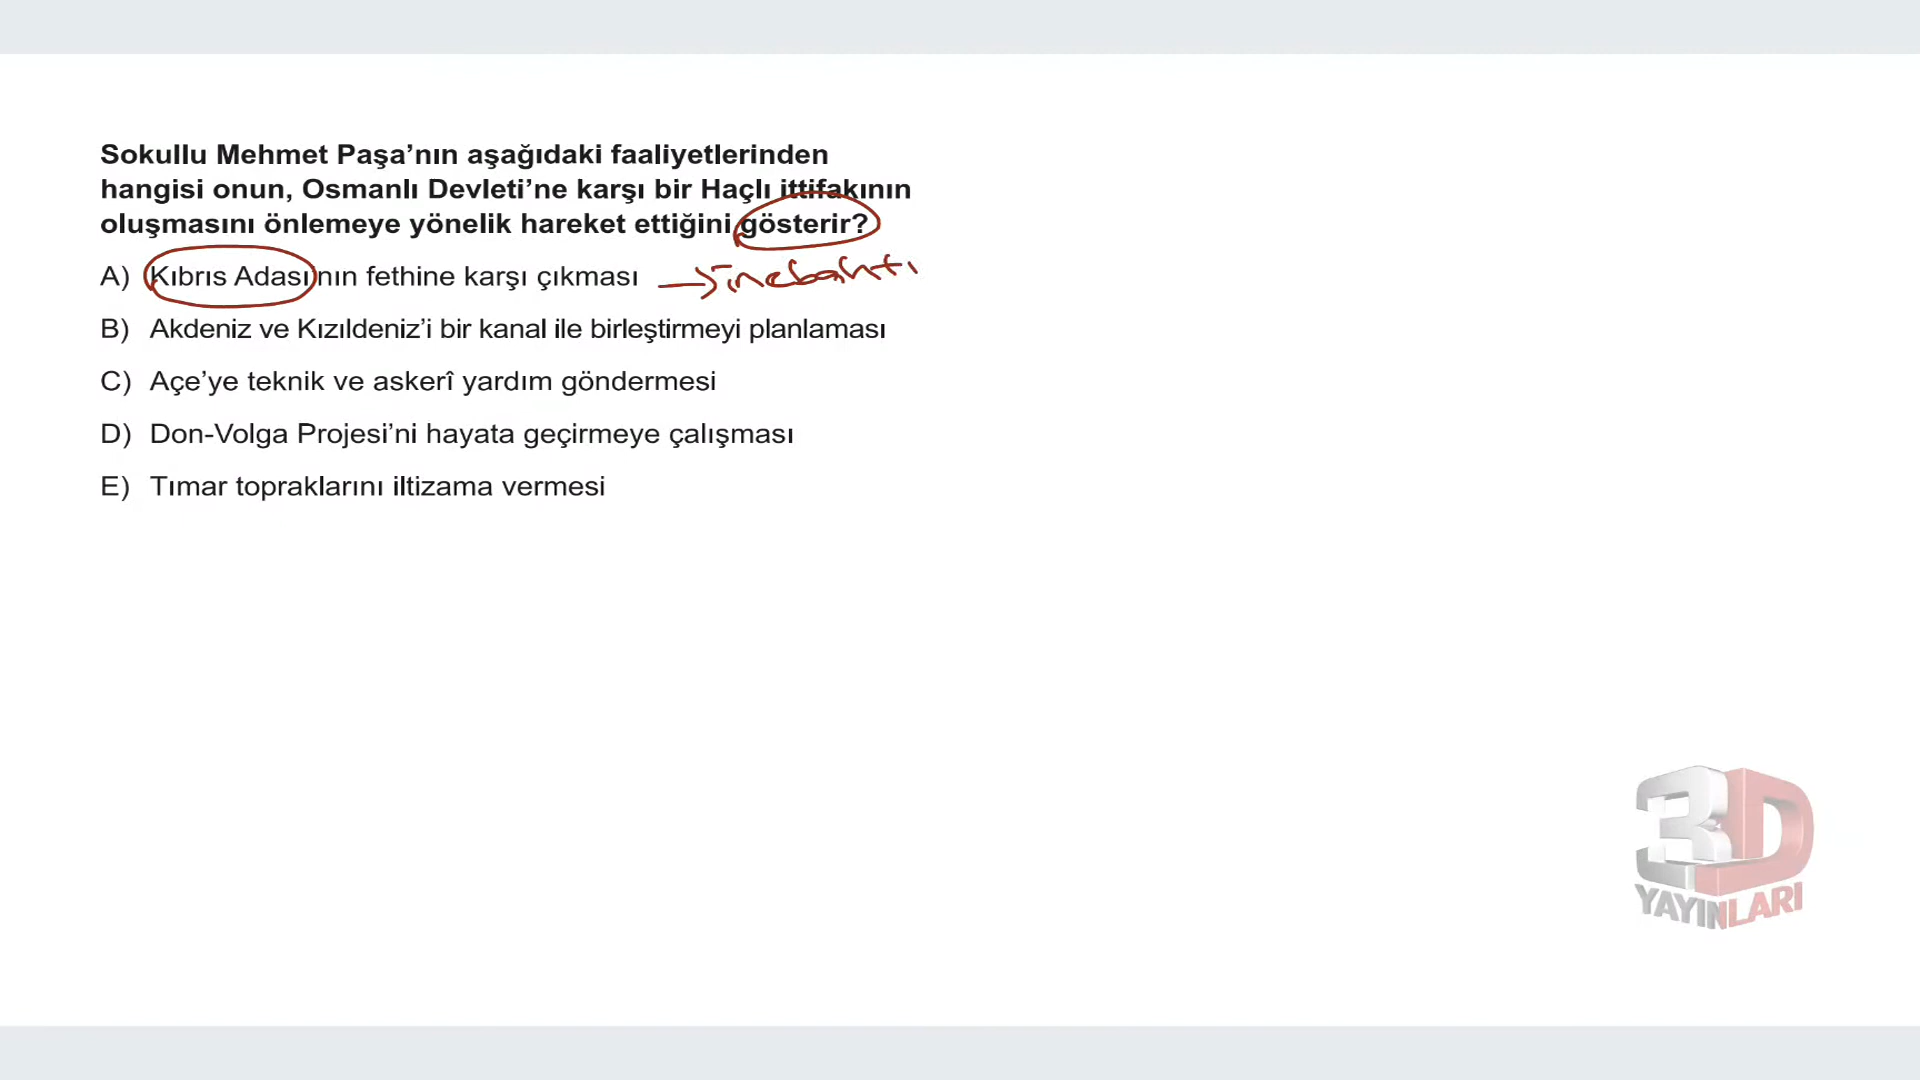 Sokullu Mehmet Paşa’nın aşağıdaki faaliyetlerinden
hangisi onun, Osmanlı Devleti’ne karşı bir Haçlı ittifakının
oluşmasını önlemeye yönelik hareket ettiğini gösterir?
A) Kıbrıs Adası’nın fethine karşı çıkması → İnebahtı
B) Akdeniz ve Kızıldeniz’i bir kanal ile birleştirmeyi planlaması
C) Açe’ye teknik ve askerî yardım göndermesi
D) Don-Volga Projesi’ni hayata geçirmeye çalışması
E) Tımar topraklarını iltizama vermesi
3D
YAYINLARI